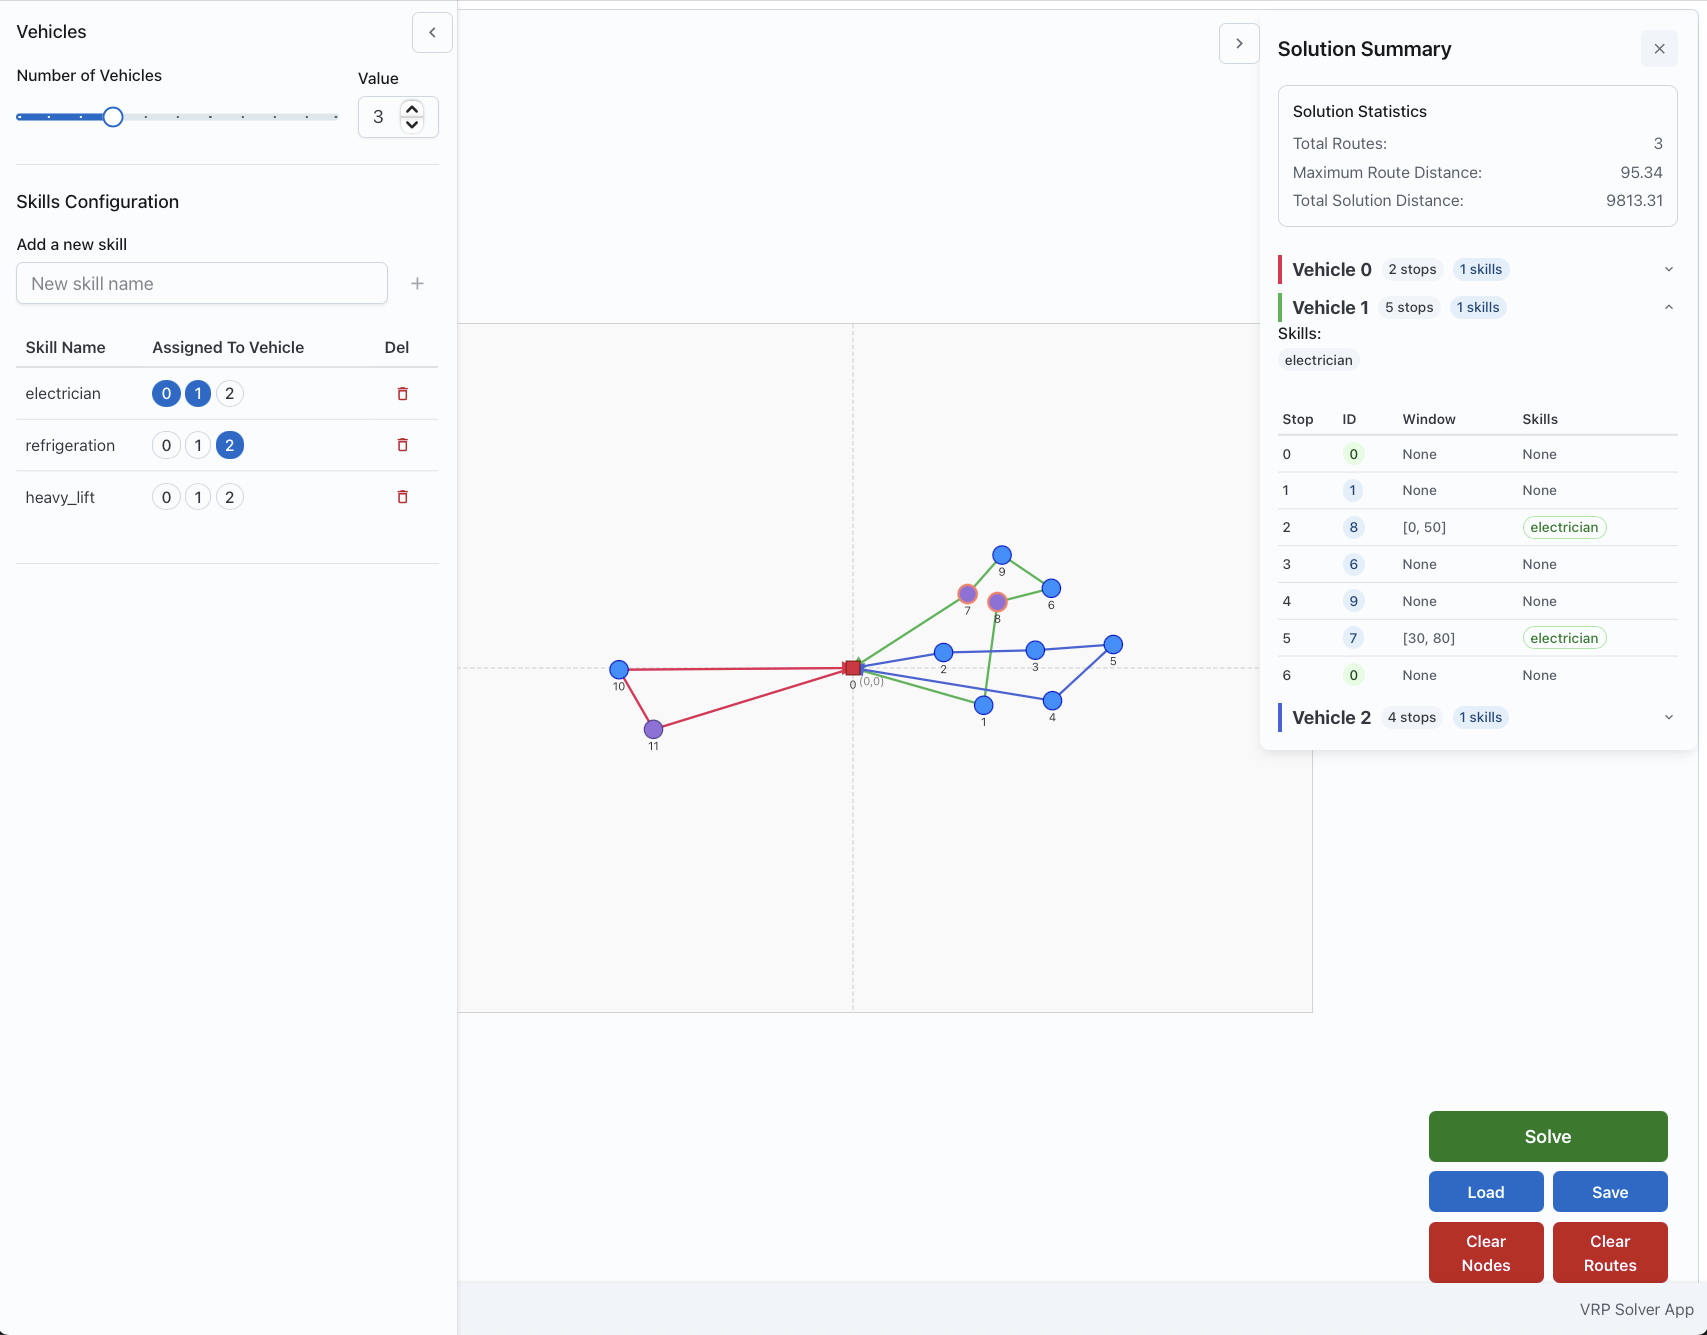 Vehicles
Number of Vehicles
Value
3
Skills Configuration
Add a new skill
New skill name
Skill Name Assigned To Vehicle Del
electrician 0 1 2
refrigeration 0 1 2
heavy_lift 0 1 2
9
7
8
6
2
3
5
10
0 (0,0)
1
4
11
Solution Summary
Solution Statistics
Total Routes: 3
Maximum Route Distance: 95.34
Total Solution Distance: 9813.31
Vehicle 0 2 stops 1 skills
Vehicle 1 5 stops 1 skills
Skills:
electrician
Stop ID Window Skills
0 0 None None
1 1 None None
2 8 [0, 50] electrician
3 6 None None
4 9 None None
5 7 [30, 80] electrician
6 0 None None
Vehicle 2 4 stops 1 skills
Solve
Load Save
Clear Nodes
Clear Routes
VRP Solver App